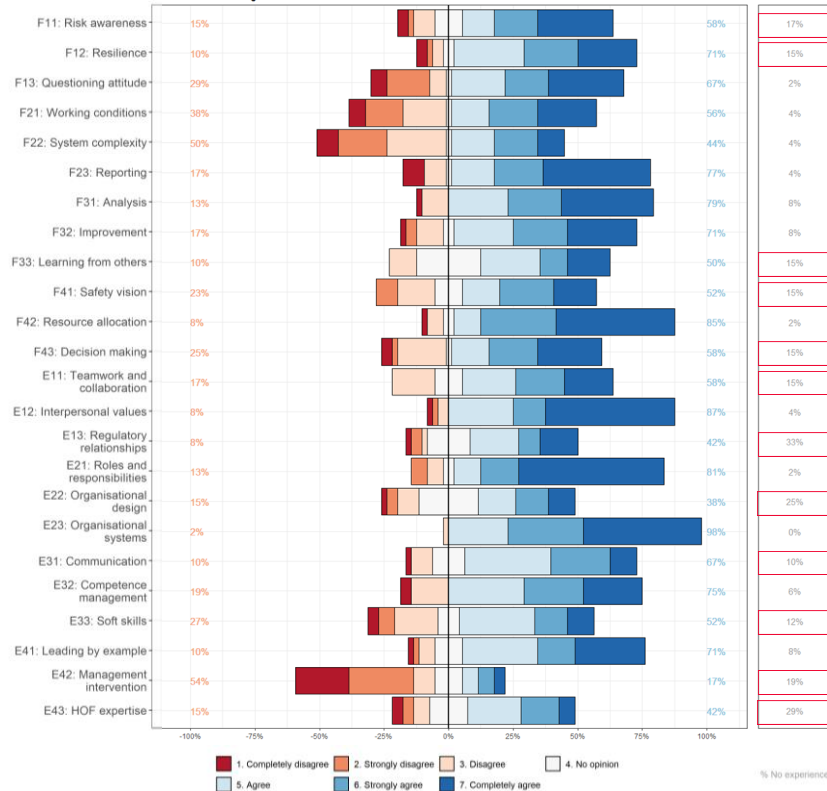 F11: Risk awareness 15% 58% 17%
F12: Resilience 10% 71% 15%
F13: Questioning attitude 29% 67% 2%
F21: Working conditions 38% 56% 4%
F22: System complexity 50% 44% 4%
F23: Reporting 17% 77% 4%
F31: Analysis 13% 79% 8%
F32: Improvement 17% 71% 8%
F33: Learning from others 10% 50% 15%
F41: Safety vision 23% 52% 15%
F42: Resource allocation 8% 85% 2%
F43: Decision making 25% 58% 15%
E11: Teamwork and
collaboration 17% 58% 15%
E12: Interpersonal values 8% 87% 4%
E13: Regulatory
relationships 8% 42% 33%
E21: Roles and
responsibilities 13% 81% 2%
E22: Organisational
design 15% 38% 25%
E23: Organisational
systems 2% 98% 0%
E31: Communication 10% 67% 10%
E32: Competence
management 19% 75% 6%
E33: Soft skills 27% 52% 12%
E41: Leading by example 10% 71% 8%
E42: Management
intervention 54% 17% 19%
E43: HOF expertise 15% 42% 29%
-100% -75% -50% -25% 0% 25% 50% 75% 100%
1. Completely disagree 2. Strongly disagree 3. Disagree 4. No opinion
5. Agree 6. Strongly agree 7. Completely agree
% No experience